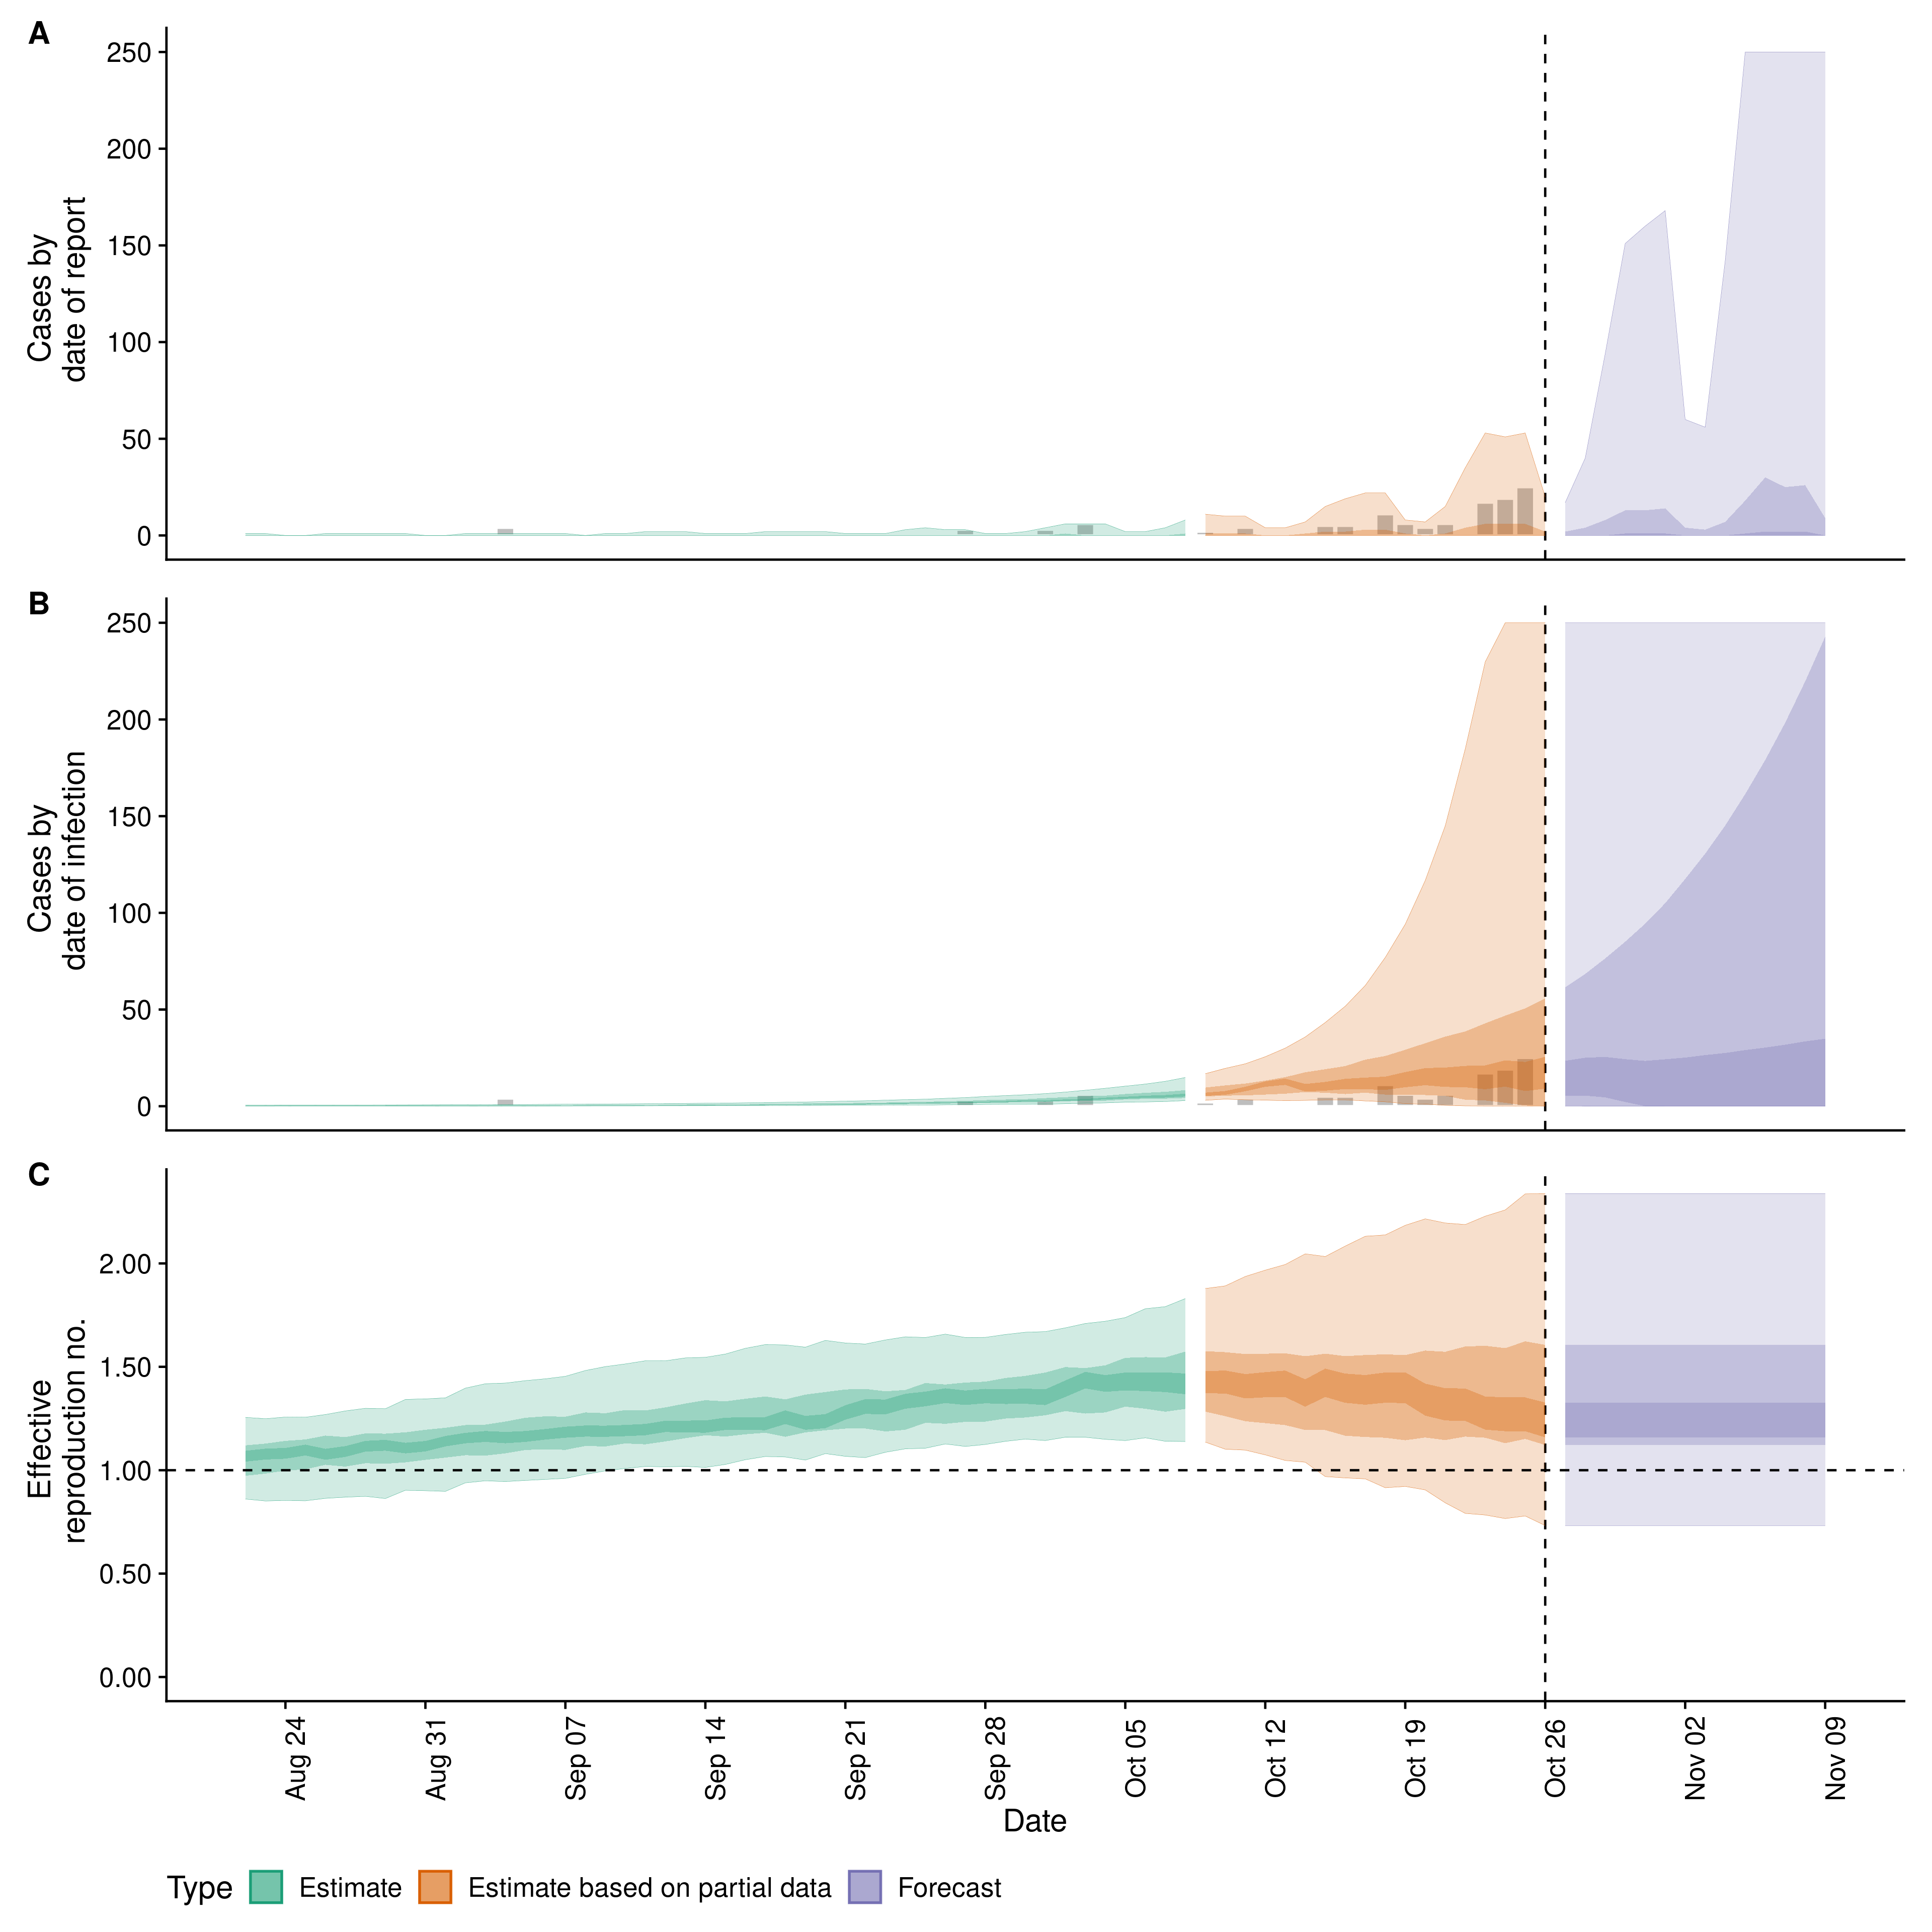 A
Cases by
date of report
250
200
150
100
50
0
B
Cases by
date of infection
250
200
150
100
50
0
C
Effective
reproduction no.
2.00
1.50
1.00
0.50
0.00
Aug 24
Aug 31
Sep 07
Sep 14
Sep 21
Sep 28
Oct 05
Oct 12
Oct 19
Oct 26
Nov 02
Nov 09
Date
Type Estimate Estimate based on partial data Forecast